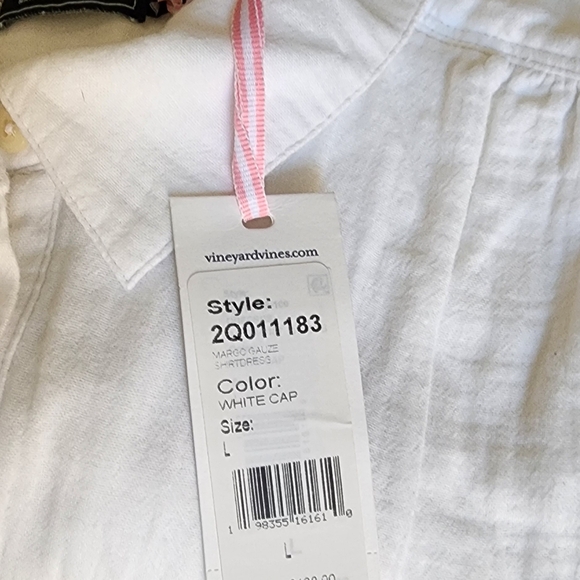 vineyardvines.com
Style:
2Q011183
MARGO GAUZE
SHIRTDRESS
Color:
WHITE CAP
Size:
L
1 98355 16161 0
L